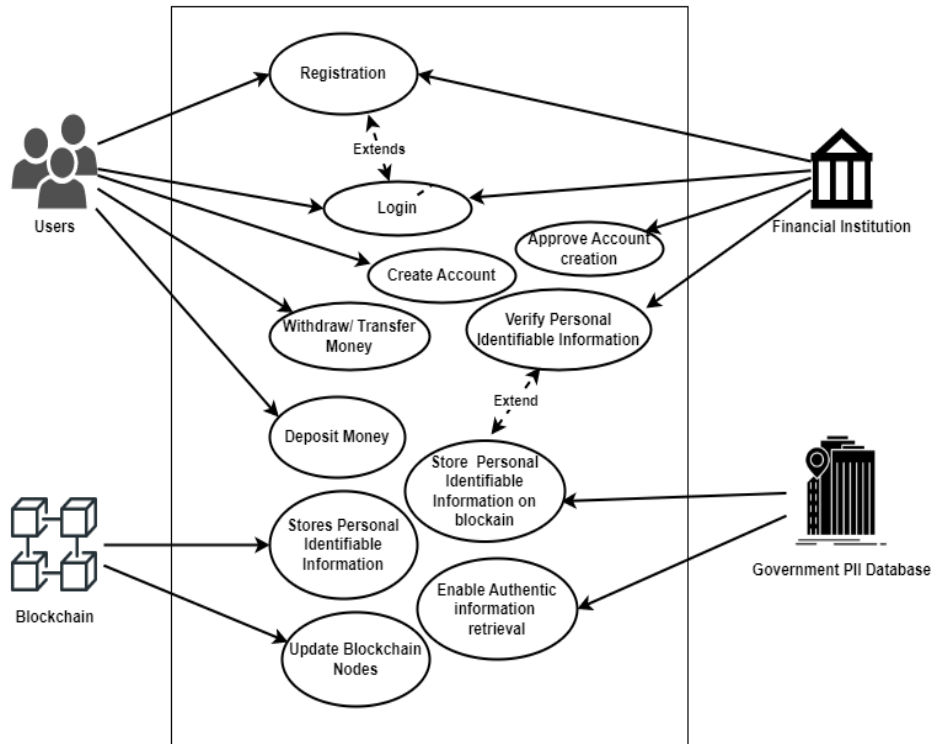 Registration
Extends
Login
Users
Financial Institution
Approve Account
creation
Create Account
Withdraw/ Transfer
Money
Verify Personal
Identifiable Information
Extend
Deposit Money
Store Personal
Identifiable
Information on
blockain
Stores Personal
Identifiable
Information
Government PII Database
Blockchain
Enable Authentic
information
retrieval
Update Blockchain
Nodes